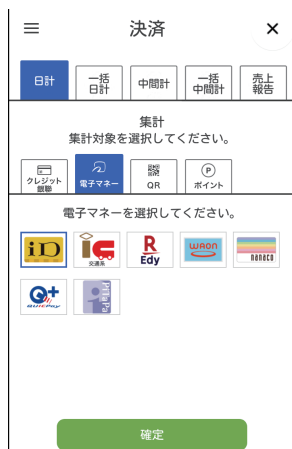 決済
日計
一括
日計
中間計
一括
中間計
売上
報告
集計
集計対象を選択してください。
クレジット
銀聯
電子マネー
QR
P
ポイント
電子マネーを選択してください。
iD
ic
交通系
R
Edy
WAON
nanaco
Q+
QUICPay
PiTaPa
確定